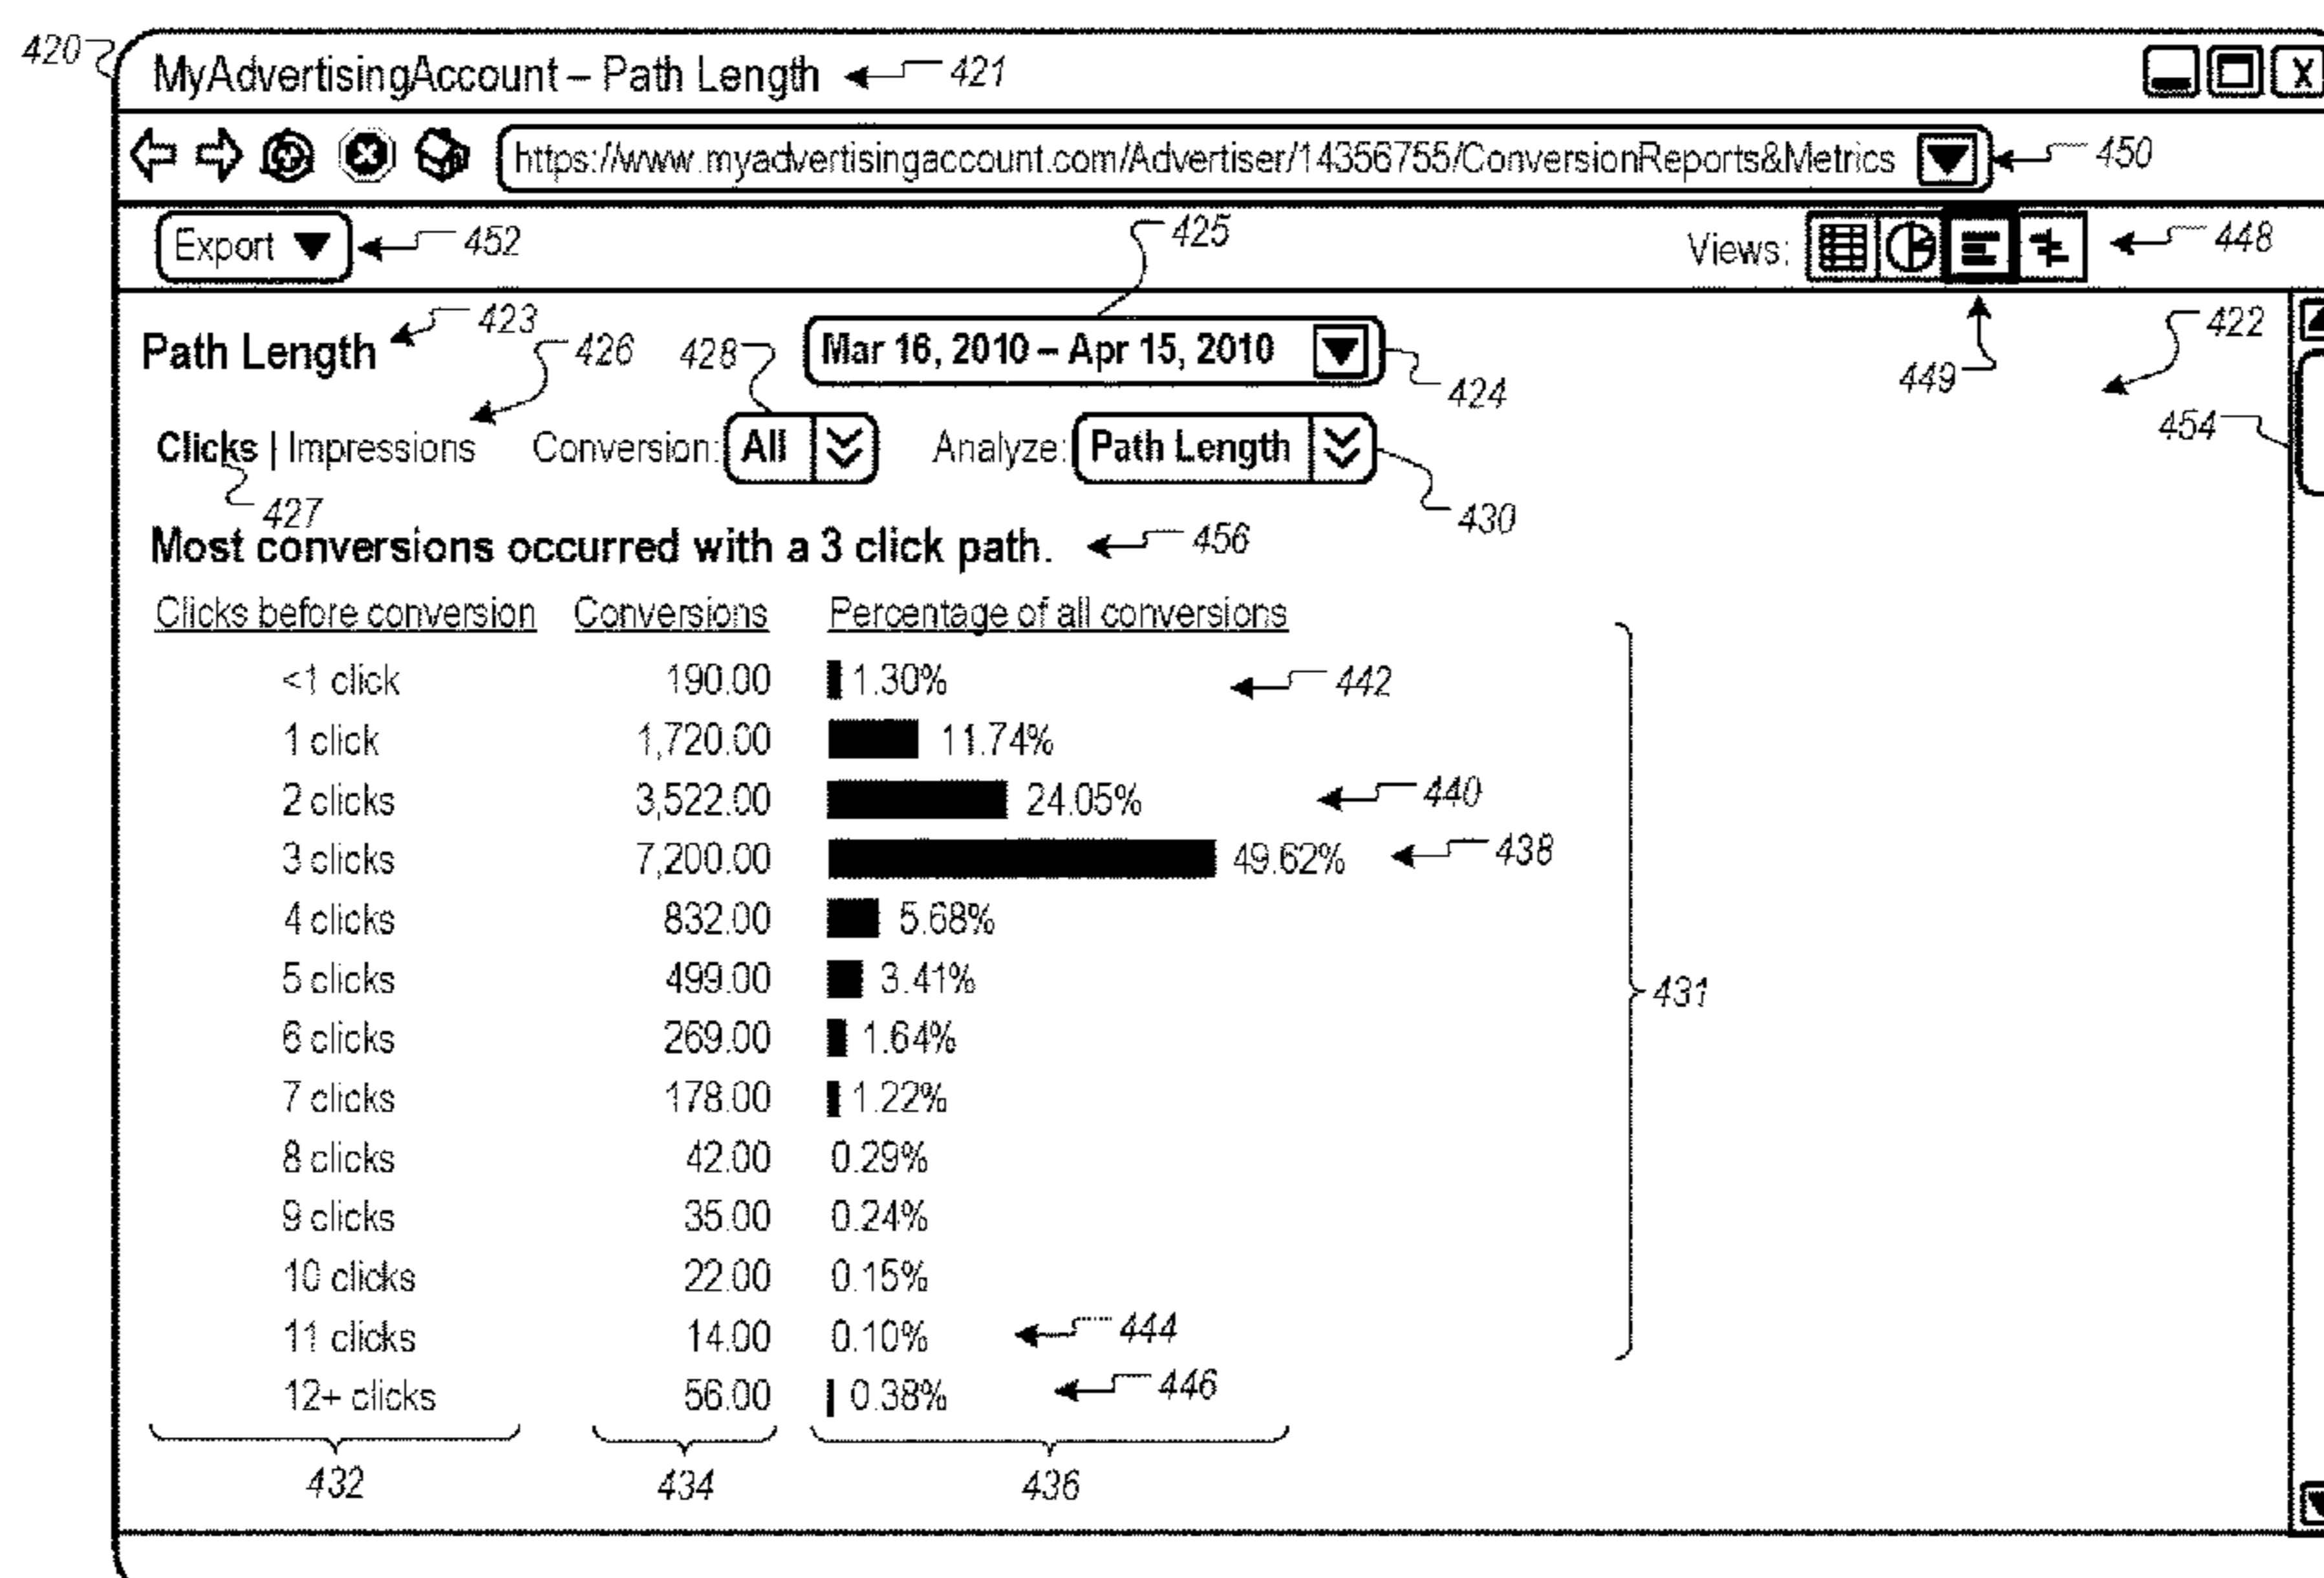 420
MyAdvertisingAccount – Path Length 421 X
https://www.myadvertisingaccount.com/Advertiser/14356755/ConversionReports&Metrics 450
Export 452 425 Views: 448
Path Length 423 Mar 16, 2010 – Apr 15, 2010 424 449 422
426 428
Clicks | Impressions Conversion: All Analyze: Path Length 454
427 430
Most conversions occurred with a 3 click path. 456
Clicks before conversion Conversions Percentage of all conversions
<1 click 190.00 1.30% 442
1 click 1,720.00 11.74%
2 clicks 3,522.00 24.05% 440
3 clicks 7,200.00 49.62% 438
4 clicks 832.00 5.68%
5 clicks 499.00 3.41% 431
6 clicks 269.00 1.64%
7 clicks 178.00 1.22%
8 clicks 42.00 0.29%
9 clicks 35.00 0.24%
10 clicks 22.00 0.15%
11 clicks 14.00 0.10% 444
12+ clicks 56.00 0.38% 446
432 434 436